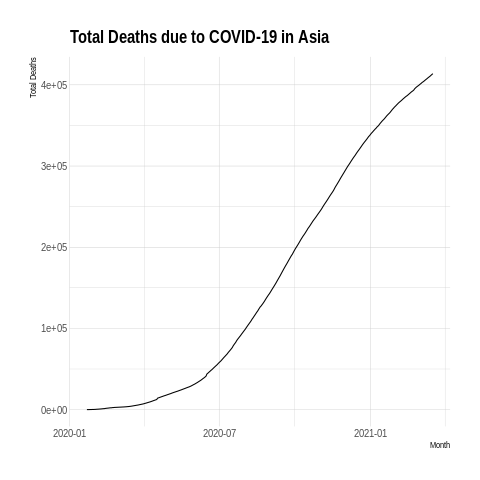 Total Deaths due to COVID-19 in Asia
Total Deaths
4e+05
3e+05
2e+05
1e+05
0e+00
2020-01 2020-07 2021-01
Month